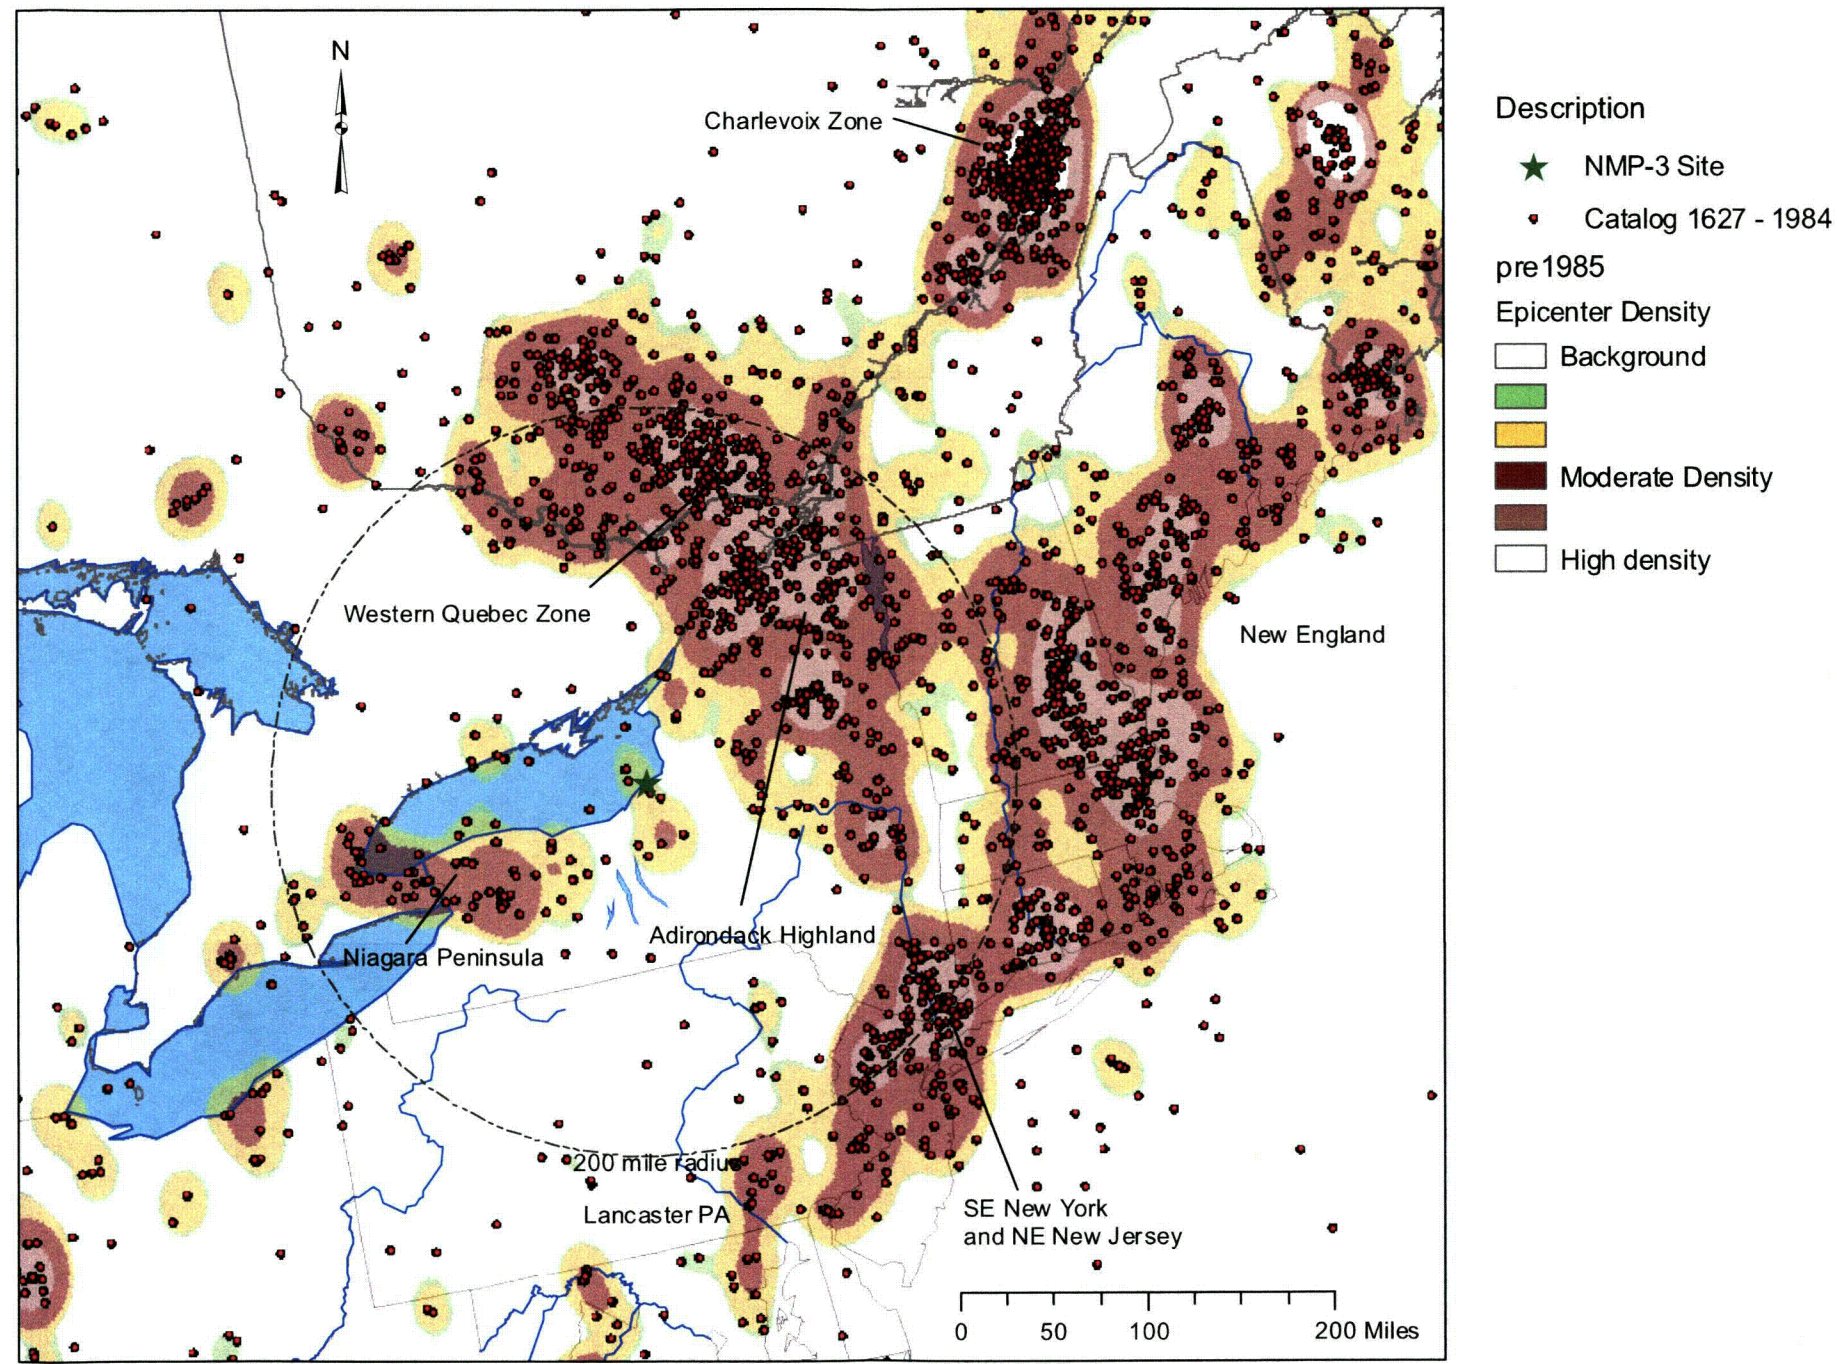 N
Charlevoix Zone
Western Quebec Zone
New England
Adirondack Highland
Niagara Peninsula
200 mile radius
Lancaster PA
SE New York
and NE New Jersey
0 50 100 200 Miles
Description
NMP-3 Site
Catalog 1627 - 1984
pre1985
Epicenter Density
Background
Moderate Density
High density